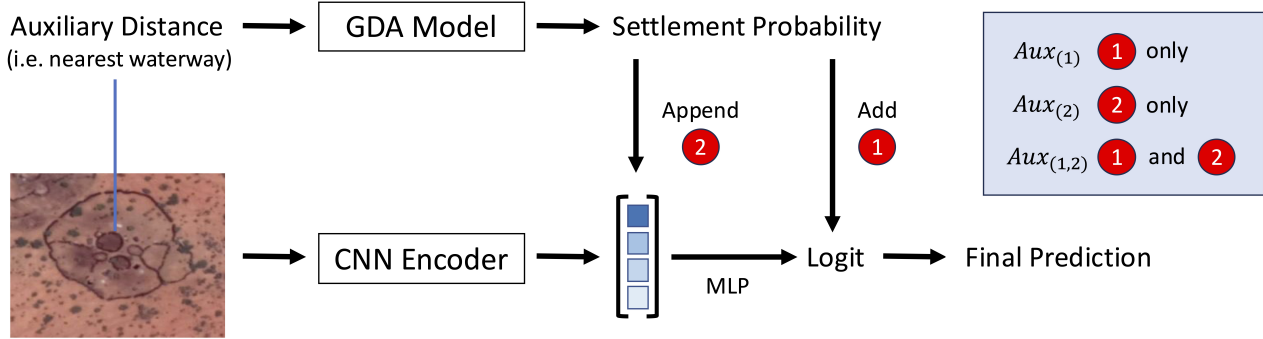 Auxiliary Distance
(i.e. nearest waterway)
GDA Model
Settlement Probability
Append
2
Add
1
CNN Encoder
MLP
Logit
Final Prediction
Aux(1) 1 only
Aux(2) 2 only
Aux(1,2) 1 and 2